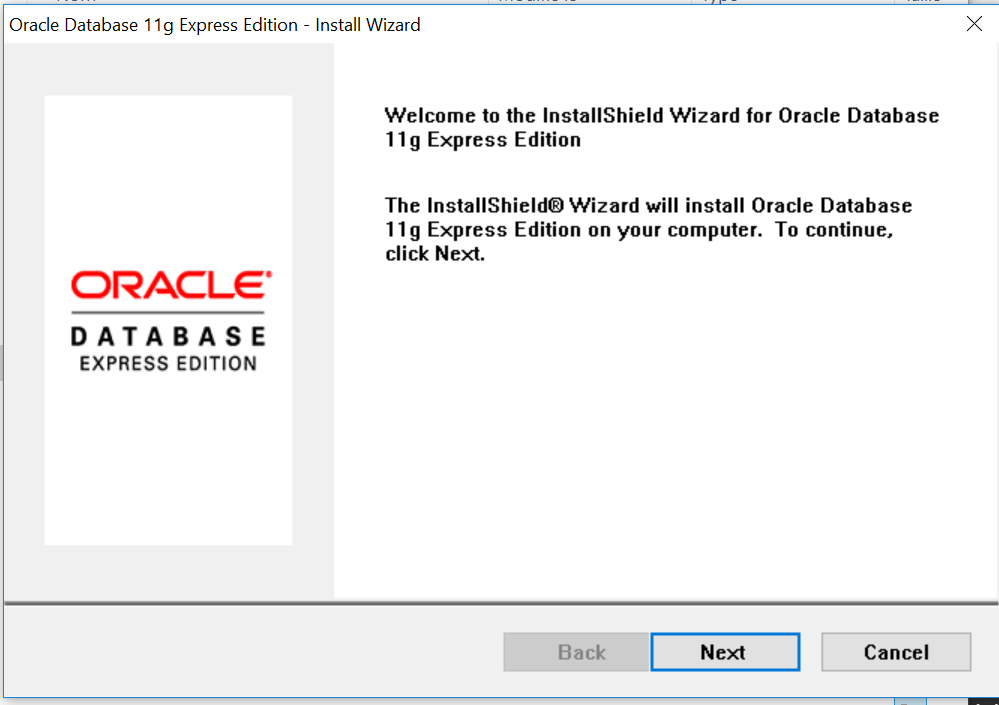 Oracle Database 11g Express Edition - Install Wizard
Welcome to the InstallShield Wizard for Oracle Database
11g Express Edition
The InstallShield® Wizard will install Oracle Database
11g Express Edition on your computer.  To continue,
click Next.
ORACLE®
DATABASE
EXPRESS EDITION
Back
Next
Cancel